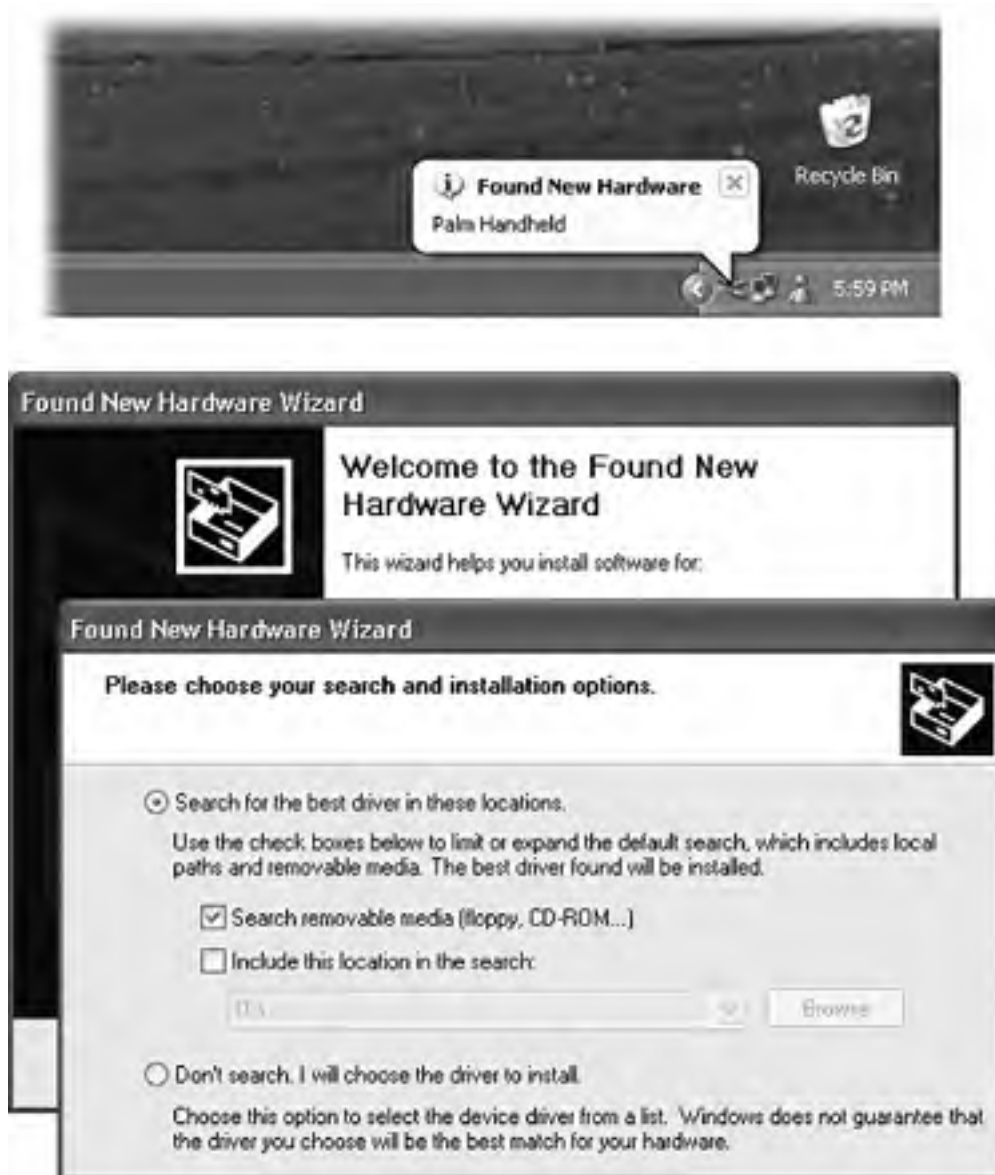 Found New Hardware
Recycle Bin
Palm Handheld
5:59 PM
Found New Hardware Wizard
Welcome to the Found New
Hardware Wizard
This wizard helps you install software for:
Found New Hardware Wizard
Please choose your search and installation options.
Search for the best driver in these locations.
Use the check boxes below to limit or expand the default search, which includes local
paths and removable media. The best driver found will be installed.
Search removable media (floppy, CD-ROM...)
Include this location in the search:
D:\
Browse
Don't search. I will choose the driver to install.
Choose this option to select the device driver from a list. Windows does not guarantee that
the driver you choose will be the best match for your hardware.